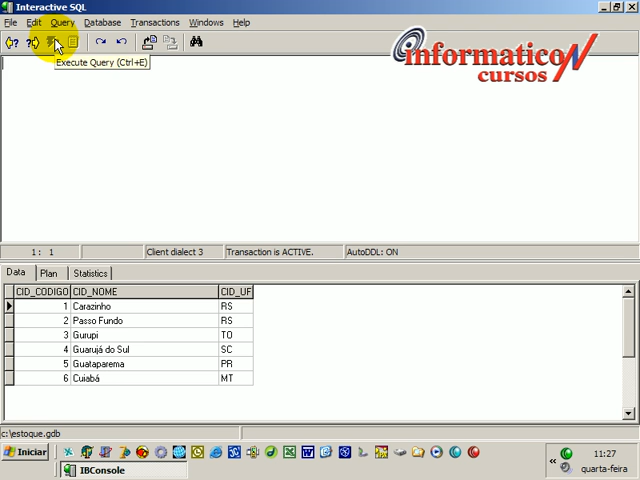 Interactive SQL
File Edit Query Database Transactions Windows Help
Execute Query (Ctrl+E)
informaticon
cursos
1: 1 Client dialect 3 Transaction is ACTIVE. AutoDDL: ON
Data Plan Statistics
CID_CODIGO CID_NOME CID_UF
1 Carazinho RS
2 Passo Fundo RS
3 Gurupi TO
4 Guarujá do Sul SC
5 Guataparema PR
6 Cuiabá MT
c:\estoque.gdb
Iniciar
11:27
IBConsole
quarta-feira